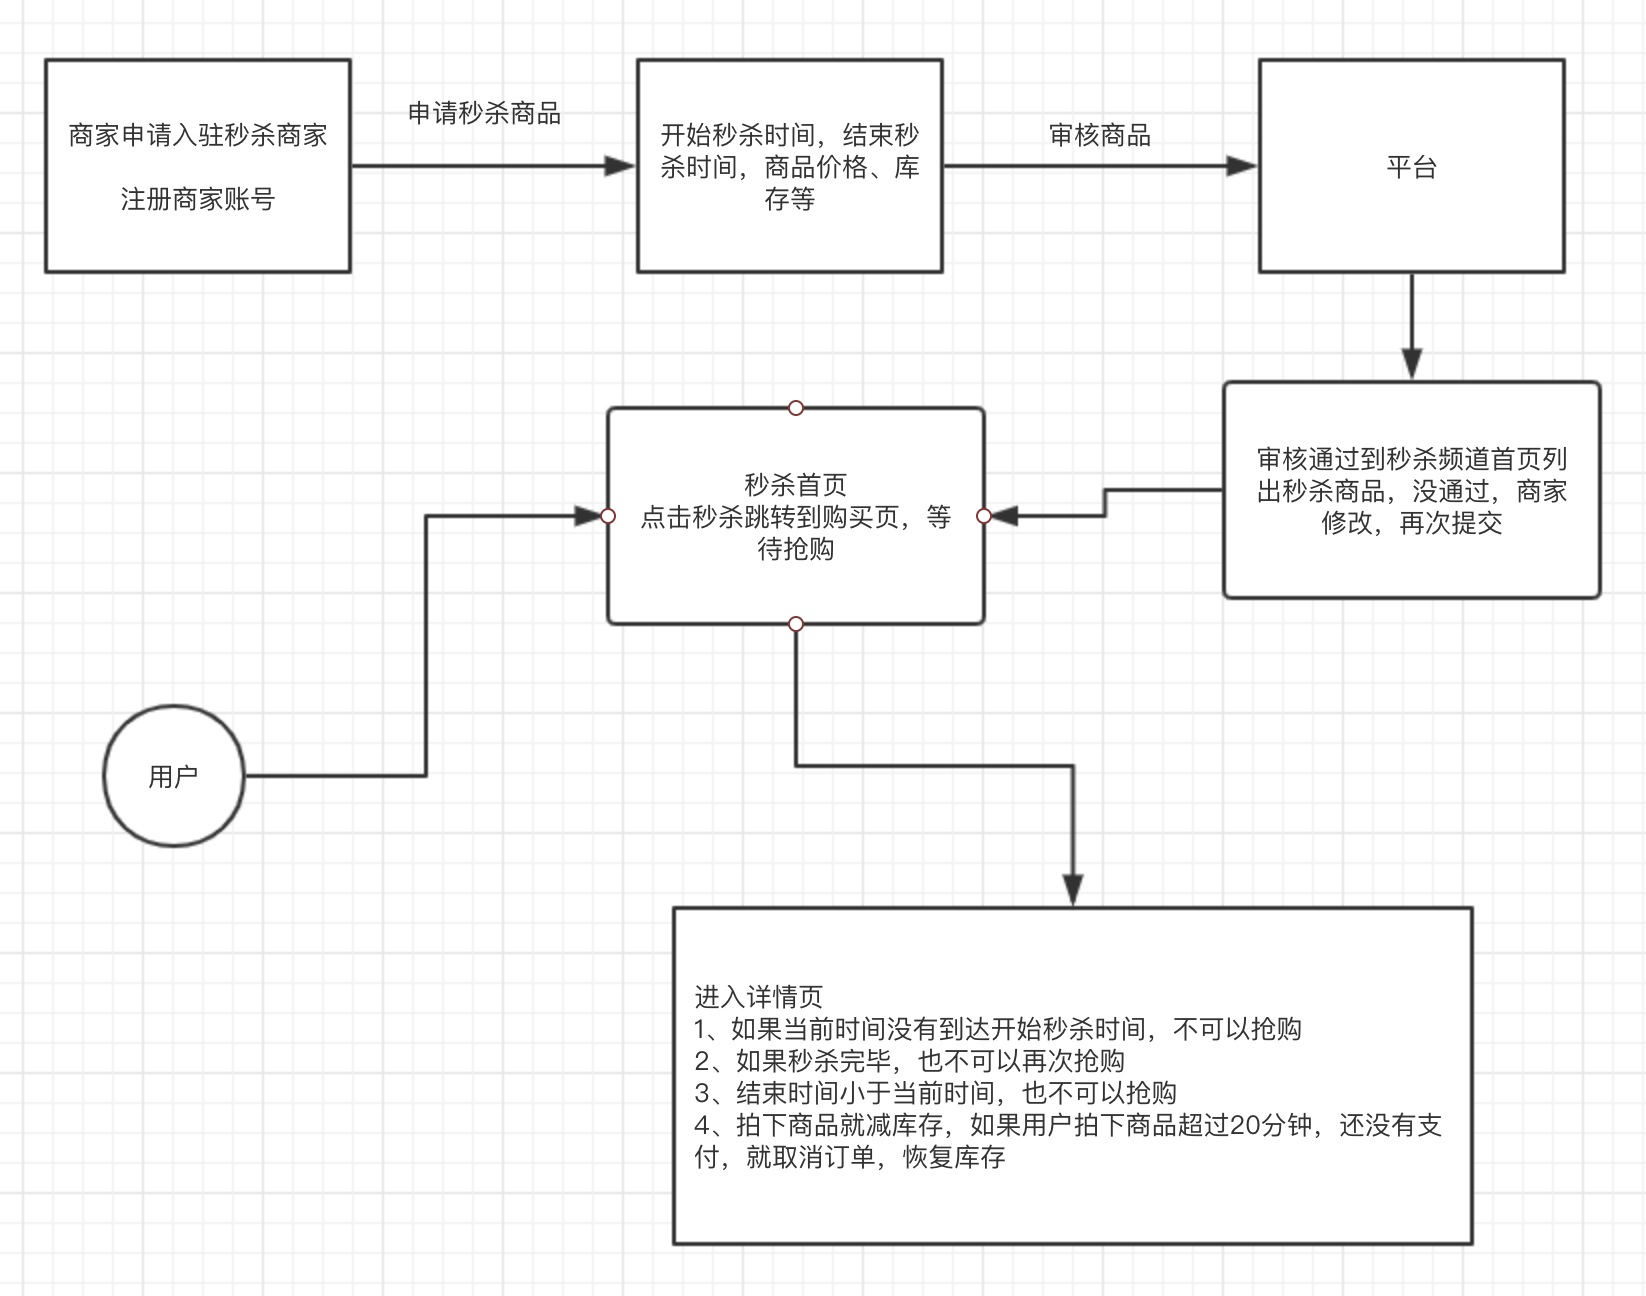 商家申请入驻秒杀商家
注册商家账号
申请秒杀商品
开始秒杀时间，结束秒
杀时间，商品价格、库
存等
审核商品
平台
审核通过到秒杀频道首页列
出秒杀商品，没通过，商家
修改，再次提交
秒杀首页
点击秒杀跳转到购买页，等
待抢购
用户
进入详情页
1、如果当前时间没有到达开始秒杀时间，不可以抢购
2、如果秒杀完毕，也不可以再次抢购
3、结束时间小于当前时间，也不可以抢购
4、拍下商品就减库存，如果用户拍下商品超过20分钟，还没有支
付，就取消订单，恢复库存